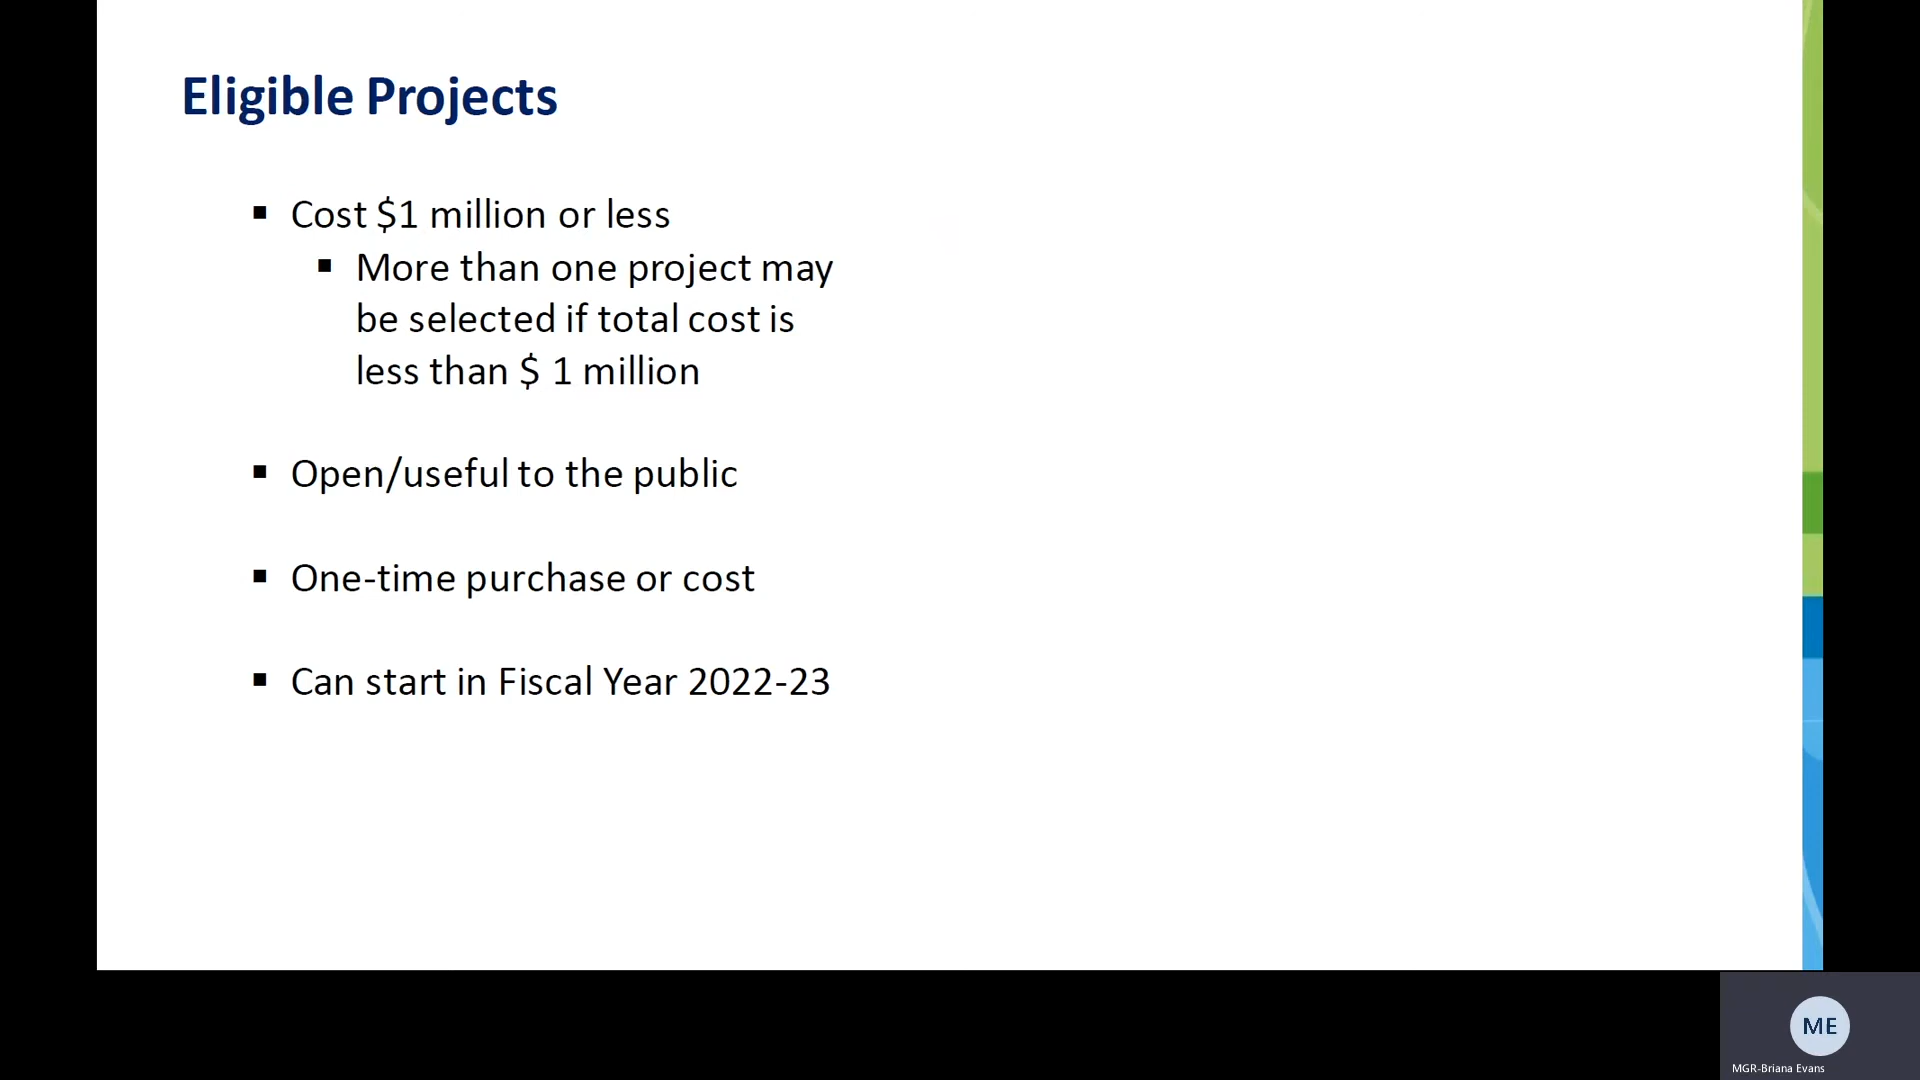 Eligible Projects
▪ Cost $1 million or less
▪ More than one project may
be selected if total cost is
less than $ 1 million
▪ Open/useful to the public
▪ One-time purchase or cost
▪ Can start in Fiscal Year 2022-23
ME
MGR-Briana Evans